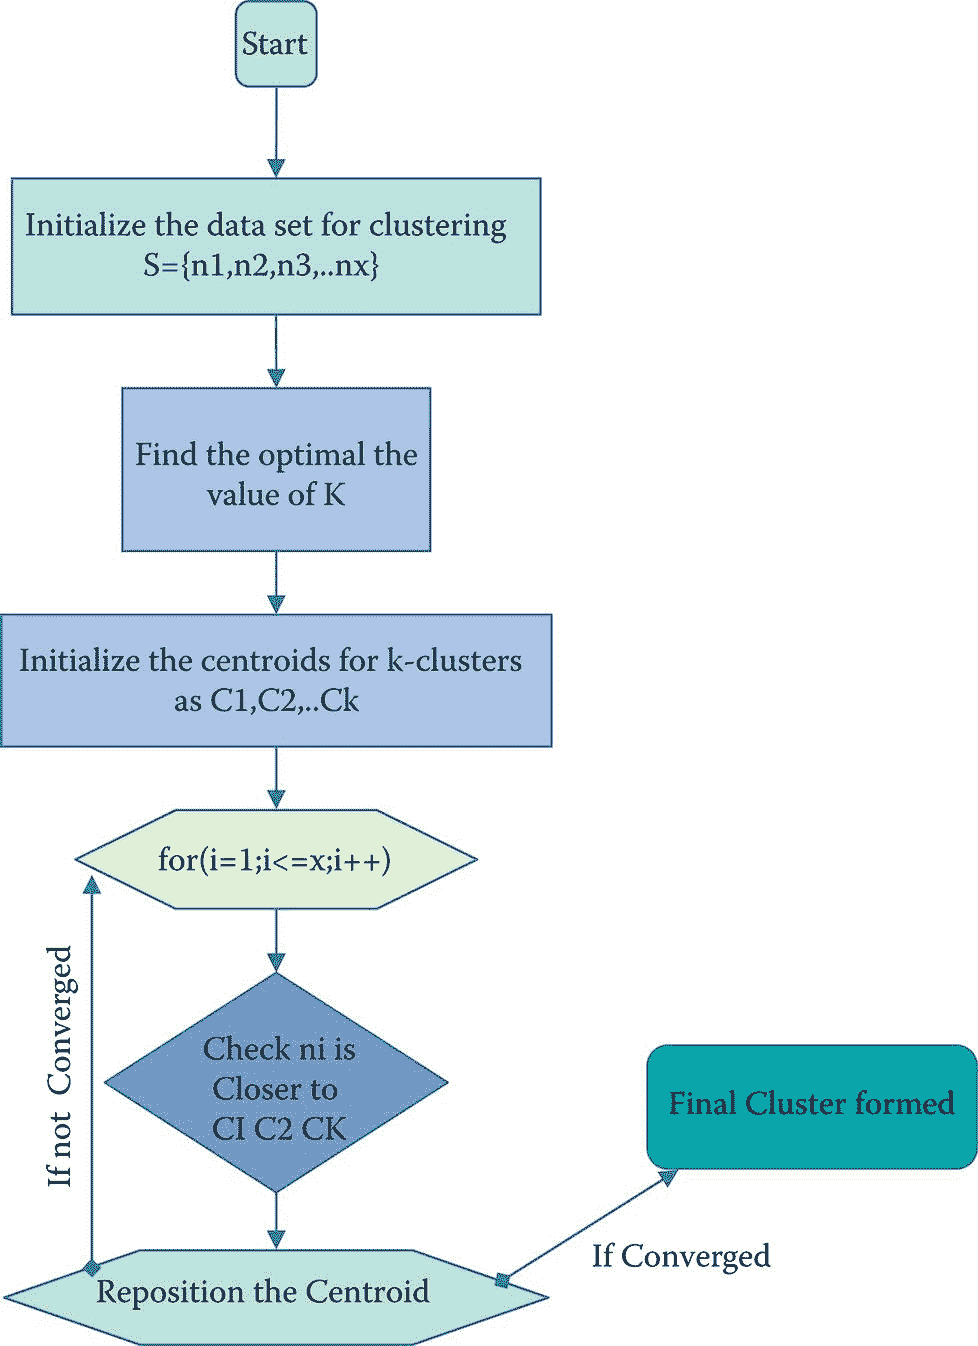 Start
Initialize the data set for clustering
S={n1,n2,n3,..nx}
Find the optimal the
value of K
Initialize the centroids for k-clusters
as C1,C2,..Ck
for(i=1;i<=x;i++)
If not Converged
Check ni is
Closer to
CI C2 CK
Final Cluster formed
If Converged
Reposition the Centroid